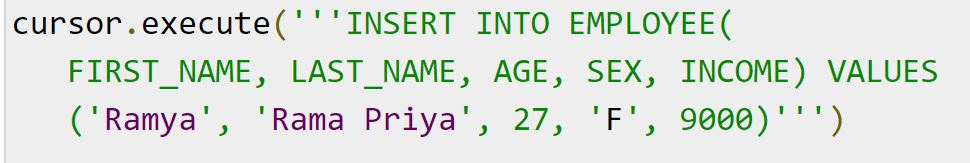 cursor.execute('''INSERT INTO EMPLOYEE(
FIRST_NAME, LAST_NAME, AGE, SEX, INCOME) VALUES
('Ramya', 'Rama Priya', 27, 'F', 9000)''')